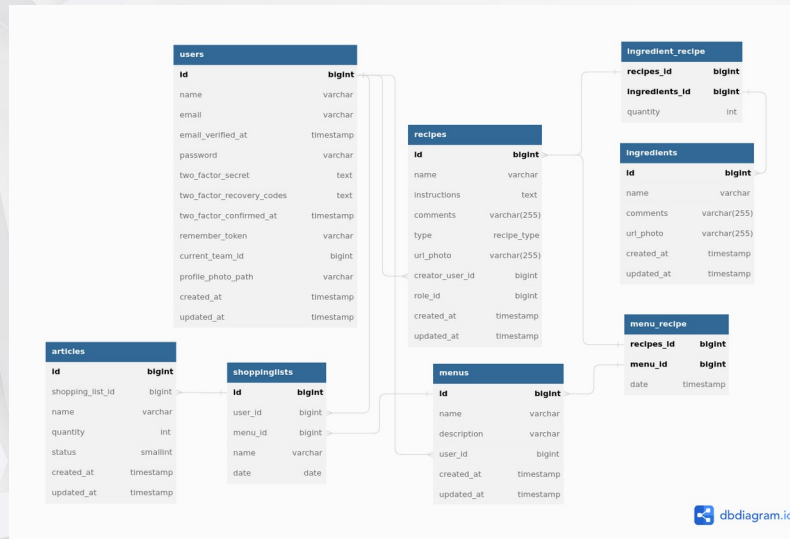 users
id bigint
name varchar
email varchar
email_verified_at timestamp
password varchar
two_factor_secret text
two_factor_recovery_codes text
two_factor_confirmed_at timestamp
remember_token varchar
current_team_id bigint
profile_photo_path varchar
created_at timestamp
updated_at timestamp
recipes
id bigint
name varchar
instructions text
comments varchar(255)
type recipe_type
url_photo varchar(255)
creator_user_id bigint
role_id bigint
created_at timestamp
updated_at timestamp
ingredient_recipe
recipes_id bigint
ingredients_id bigint
quantity int
ingredients
id bigint
name varchar
comments varchar(255)
url_photo varchar(255)
created_at timestamp
updated_at timestamp
menu_recipe
recipes_id bigint
menu_id bigint
date timestamp
articles
id bigint
shopping_list_id bigint
name varchar
quantity int
status smallint
created_at timestamp
updated_at timestamp
shoppinglists
id bigint
user_id bigint
menu_id bigint
name varchar
date date
menus
id bigint
name varchar
description varchar
user_id bigint
created_at timestamp
updated_at timestamp
dbdiagram.io